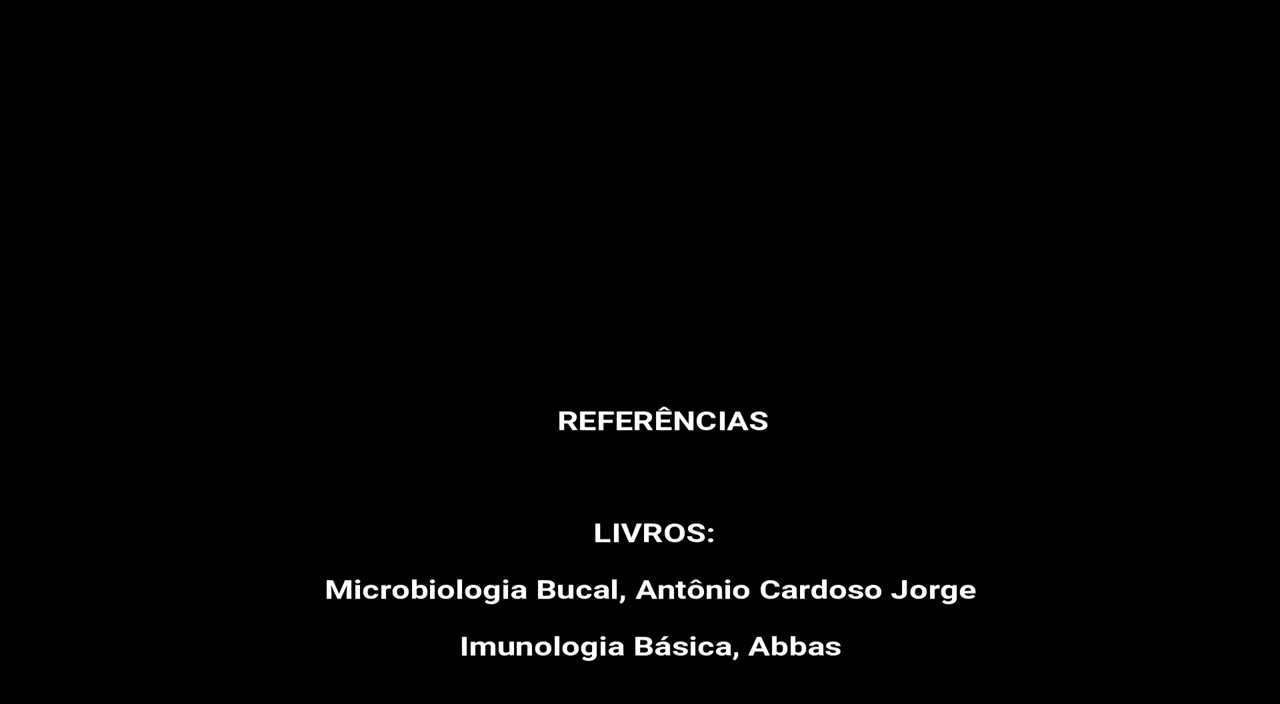 REFERÊNCIAS
LIVROS:
Microbiologia Bucal, Antônio Cardoso Jorge
Imunologia Básica, Abbas